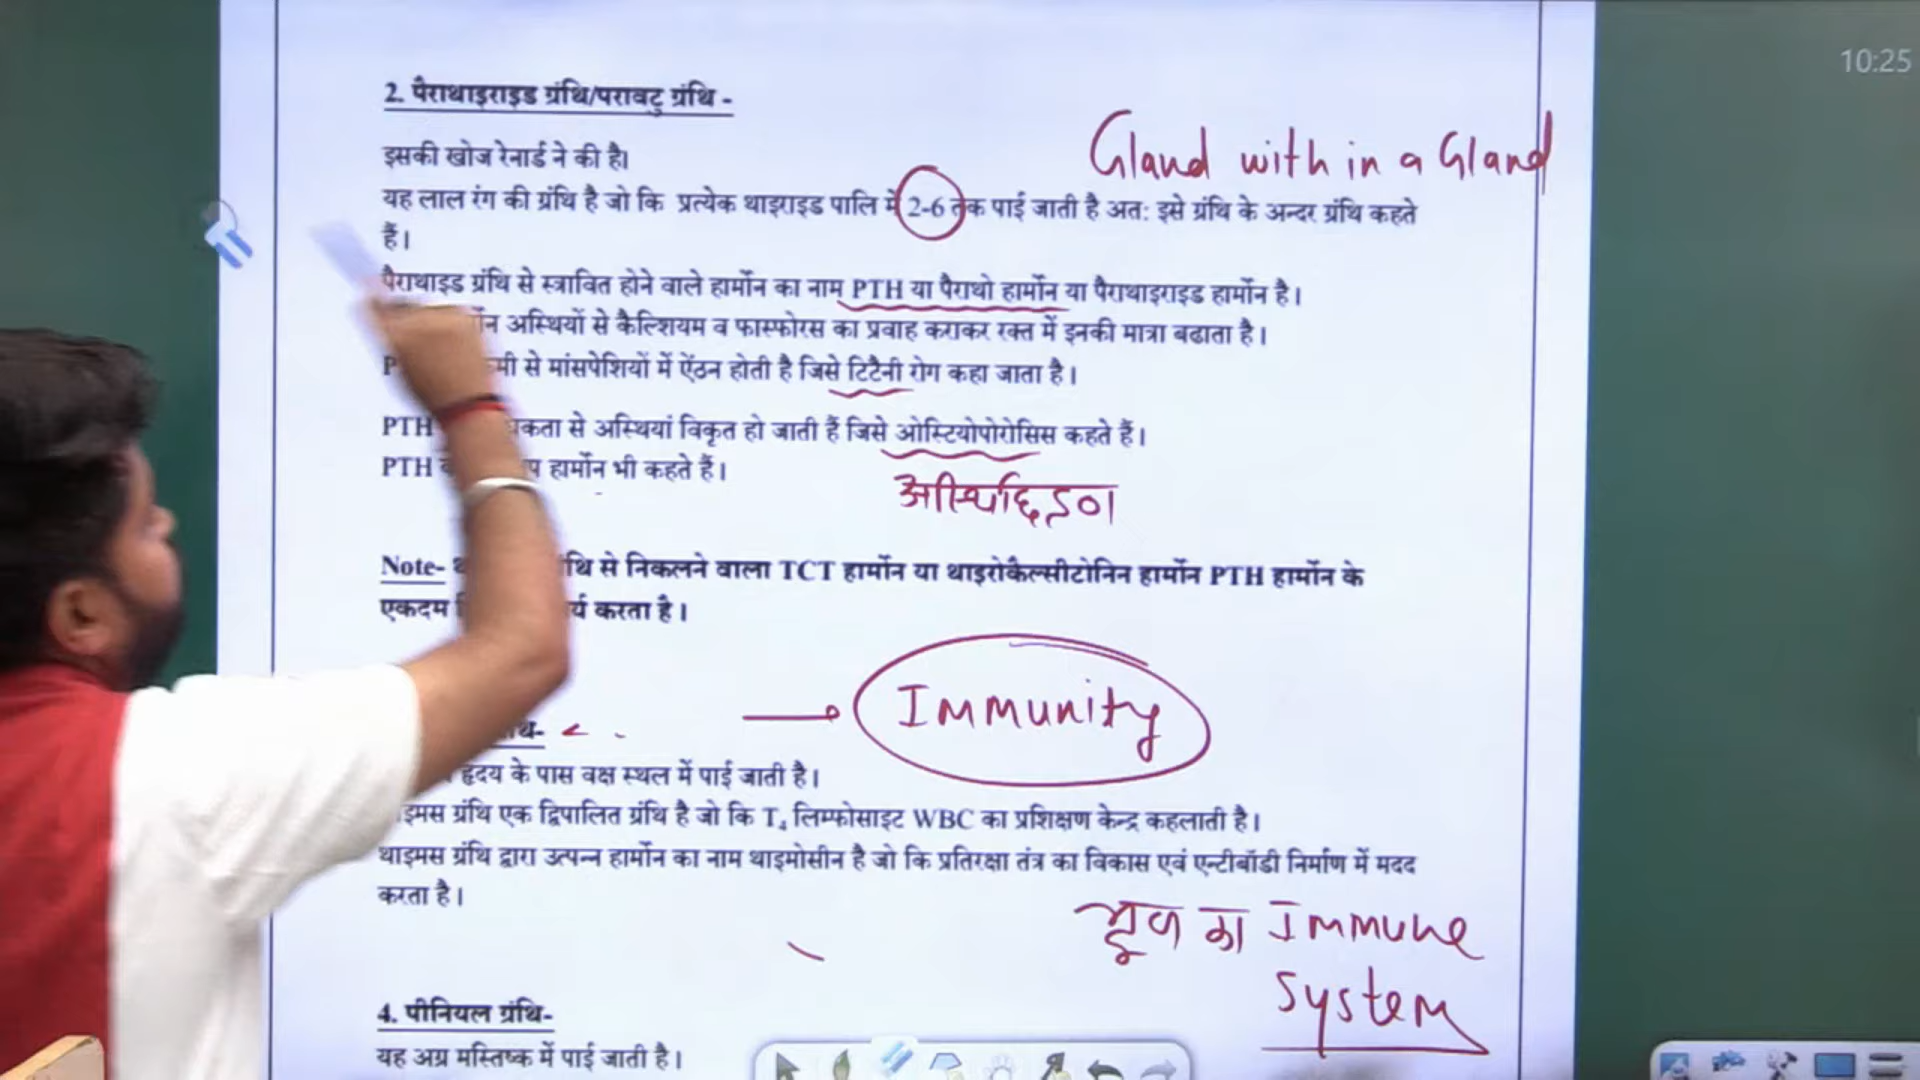 10:25
2. पैराथाइराइड ग्रंथि/परावटु ग्रंथि -
Gland with in a Gland
इसकी खोज रेनार्ड ने की है।
यह लाल रंग की ग्रंथि है जो कि प्रत्येक थाइराइड पालि में 2-6 तक पाई जाती है अत: इसे ग्रंथि के अन्दर ग्रंथि कहते
हैं।
पैराथाइड ग्रंथि से स्त्रावित होने वाले हार्मोन का नाम PTH या पैराथो हार्मोन या पैराथाइराइड हार्मोन है।
अस्थियों से कैल्शियम व फास्फोरस का प्रवाह कराकर रक्त में इनकी मात्रा बढाता है।
से मांसपेशियों में ऐंठन होती है जिसे टिटैनी रोग कहा जाता है।
PTH से अस्थियां विकृत हो जाती हैं जिसे ओस्टियोपोरोसिस कहते हैं।
PTH हार्मोन भी कहते हैं।
अस्थिछिद्रण
Note- से निकलने वाला TCT हार्मोन या थाइरोकैल्सीटोनिन हार्मोन PTH हार्मोन के
एकदम करता है।
Immunity
हृदय के पास वक्ष स्थल में पाई जाती है।
ग्रंथि एक द्विपालित ग्रंथि है जो कि T₄ लिम्फोसाइट WBC का प्रशिक्षण केन्द्र कहलाती है।
थाइमस ग्रंथि द्वारा उत्पन्न हार्मोन का नाम थाइमोसीन है जो कि प्रतिरक्षा तंत्र का विकास एवं एन्टीबॉडी निर्माण में मदद
करता है।
भ्रूण का Immune
System
4. पीनियल ग्रंथि-
यह अग्र मस्तिष्क में पाई जाती है।